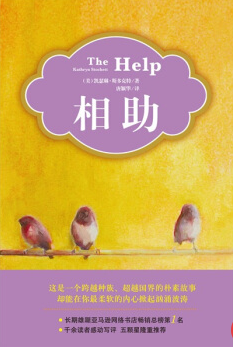 The Help
Kathryn Stockett
（美）凯瑟琳·斯多克特/著
唐颖华/译
相助
这是一个跨越种族、超越国界的朴素故事
却能在你最柔软的内心掀起汹涌波涛
★ 长期雄踞亚马逊网络书店畅销总榜第1名
★ 千余读者感动写评 五颗星隆重推荐